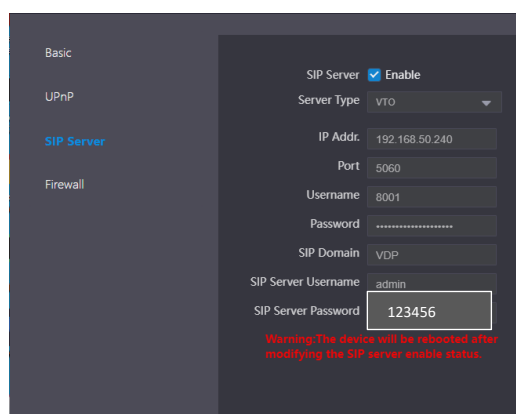 Basic
UPnP
SIP Server
Firewall
SIP Server Enable
Server Type VTO
IP Addr. 192.168.50.240
Port 5060
Username 8001
Password ••••••••••••••••••••
SIP Domain VDP
SIP Server Username admin
SIP Server Password 123456
Warning:The device will be rebooted after
modifying the SIP server enable status.